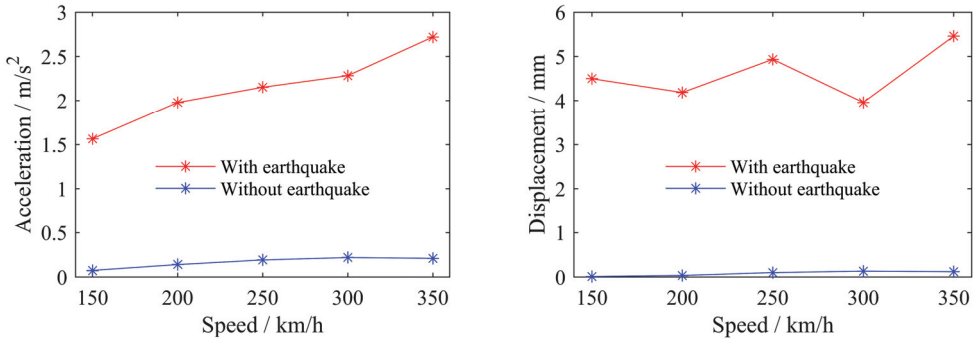 3
2.5
2
1.5
1
0.5
0
Acceleration / m/s²
With earthquake
Without earthquake
150 200 250 300 350
Speed / km/h
6
5
4
3
2
1
0
Displacement / mm
With earthquake
Without earthquake
150 200 250 300 350
Speed / km/h